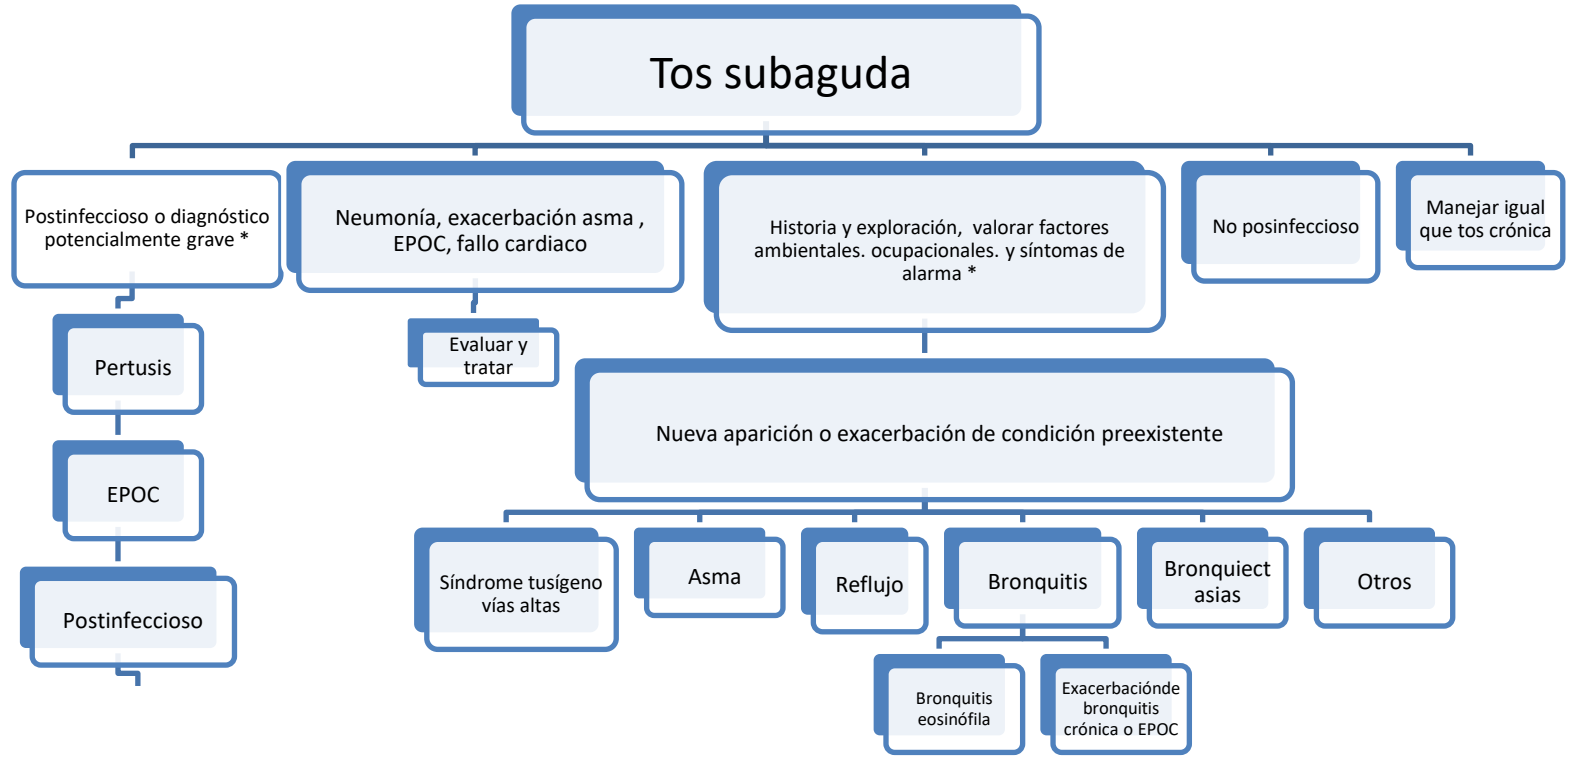 Tos subaguda
Postinfeccioso o diagnóstico
potencialmente grave *
Neumonía, exacerbación asma ,
EPOC, fallo cardiaco
Historia y exploración, valorar factores
ambientales. ocupacionales. y síntomas de
alarma *
No posinfeccioso
Manejar igual
que tos crónica
Pertusis
Evaluar y
tratar
Nueva aparición o exacerbación de condición preexistente
EPOC
Postinfeccioso
Síndrome tusígeno
vías altas
Asma
Reflujo
Bronquitis
Bronquiect
asias
Otros
Bronquitis
eosinófila
Exacerbaciónde
bronquitis
crónica o EPOC